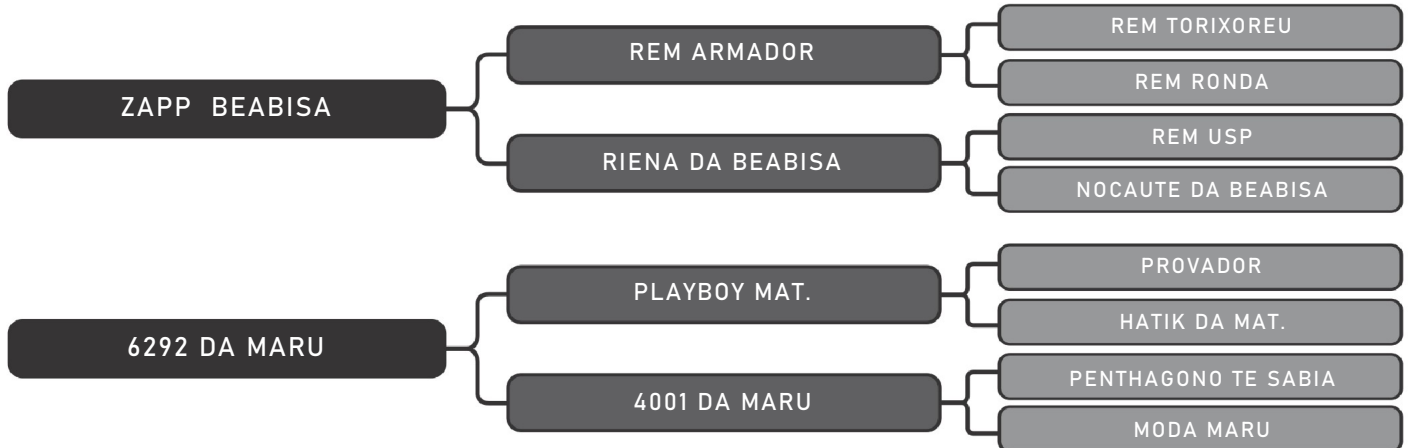 REM TORIXOREU
REM ARMADOR
REM RONDA
ZAPP BEABISA
REM USP
RIENA DA BEABISA
NOCAUTE DA BEABISA
PROVADOR
PLAYBOY MAT.
HATIK DA MAT.
6292 DA MARU
PENTHAGONO TE SABIA
4001 DA MARU
MODA MARU